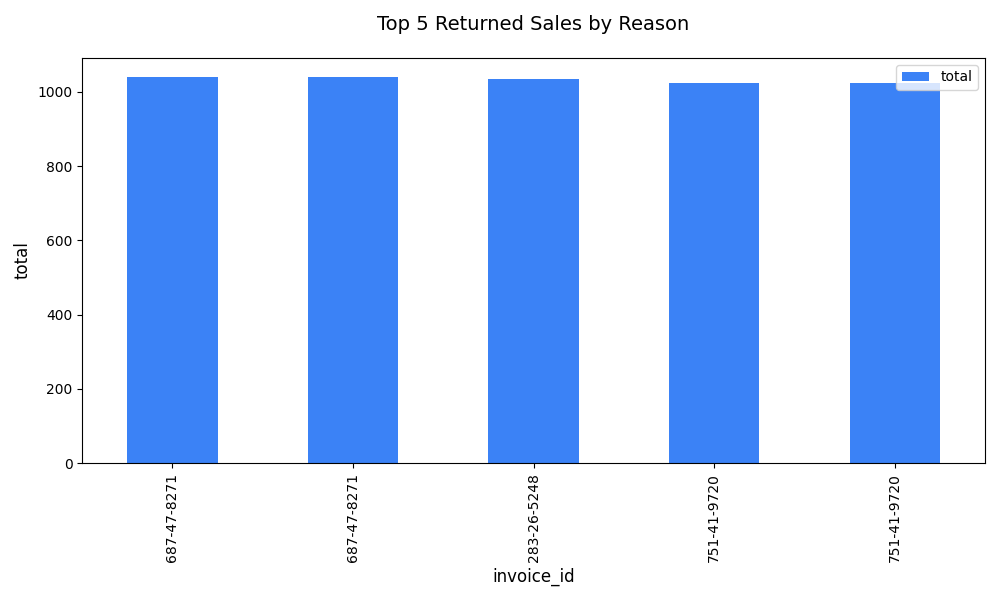 Top 5 Returned Sales by Reason
total
1000
800
600
400
200
0
total
687-47-8271
687-47-8271
283-26-5248
751-41-9720
751-41-9720
invoice_id